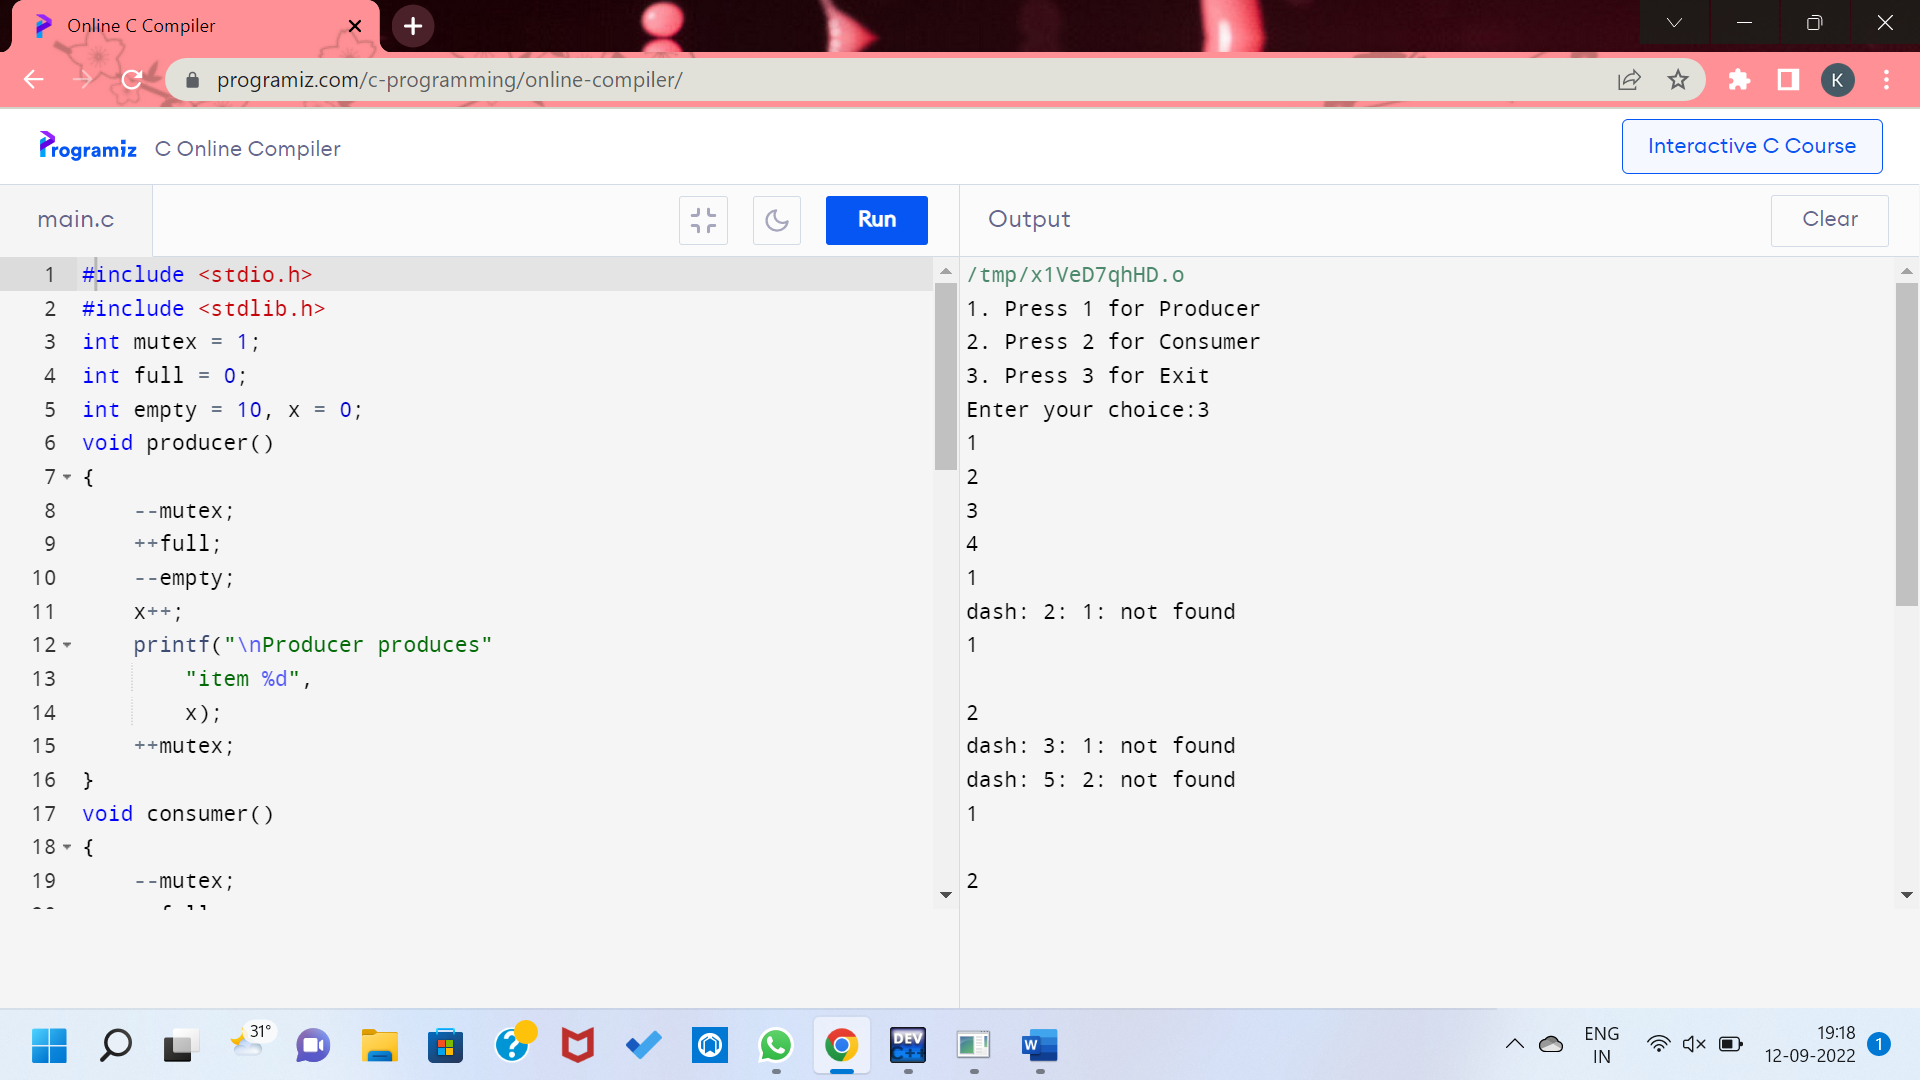 Online C Compiler
programiz.com/c-programming/online-compiler/
K
Programiz C Online Compiler
Interactive C Course
main.c
Run
Output
Clear
1 #include <stdio.h>
2 #include <stdlib.h>
3 int mutex = 1;
4 int full = 0;
5 int empty = 10, x = 0;
6 void producer()
7 {
8 --mutex;
9 ++full;
10 --empty;
11 x++;
12 printf("\nProducer produces"
13 "item %d",
14 x);
15 ++mutex;
16 }
17 void consumer()
18 {
19 --mutex;
/tmp/x1VeD7qhHD.o
1. Press 1 for Producer
2. Press 2 for Consumer
3. Press 3 for Exit
Enter your choice:3
1
2
3
4
1
dash: 2: 1: not found
1
2
dash: 3: 1: not found
dash: 5: 2: not found
1
2
31°
DEV
C++
W
ENG
IN
19:18
12-09-2022
1